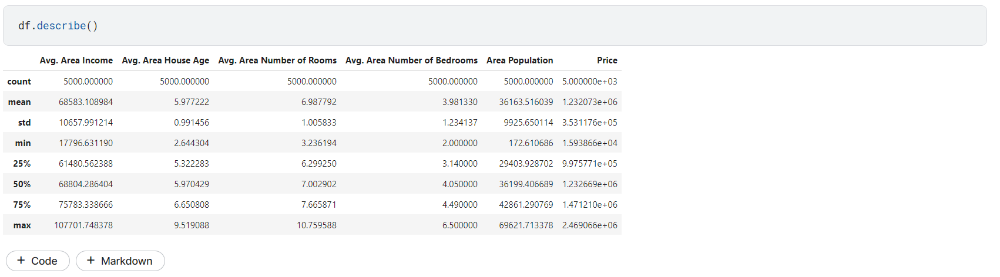 df.describe()
Avg. Area Income Avg. Area House Age Avg. Area Number of Rooms Avg. Area Number of Bedrooms Area Population Price
count 5000.000000 5000.000000 5000.000000 5000.000000 5000.000000 5.000000e+03
mean 68583.108984 5.977222 6.987792 3.981330 36163.516039 1.232073e+06
std 10657.991214 0.991456 1.005833 1.234137 9925.650114 3.531176e+05
min 17796.631190 2.644304 3.236194 2.000000 172.610686 1.593866e+04
25% 61480.562388 5.322283 6.299250 3.140000 29403.928702 9.975771e+05
50% 68804.286404 5.970429 7.002902 4.050000 36199.406689 1.232669e+06
75% 75783.338666 6.650808 7.665871 4.490000 42861.290769 1.471210e+06
max 107701.748378 9.519088 10.759588 6.500000 69621.713378 2.469066e+06
+ Code + Markdown